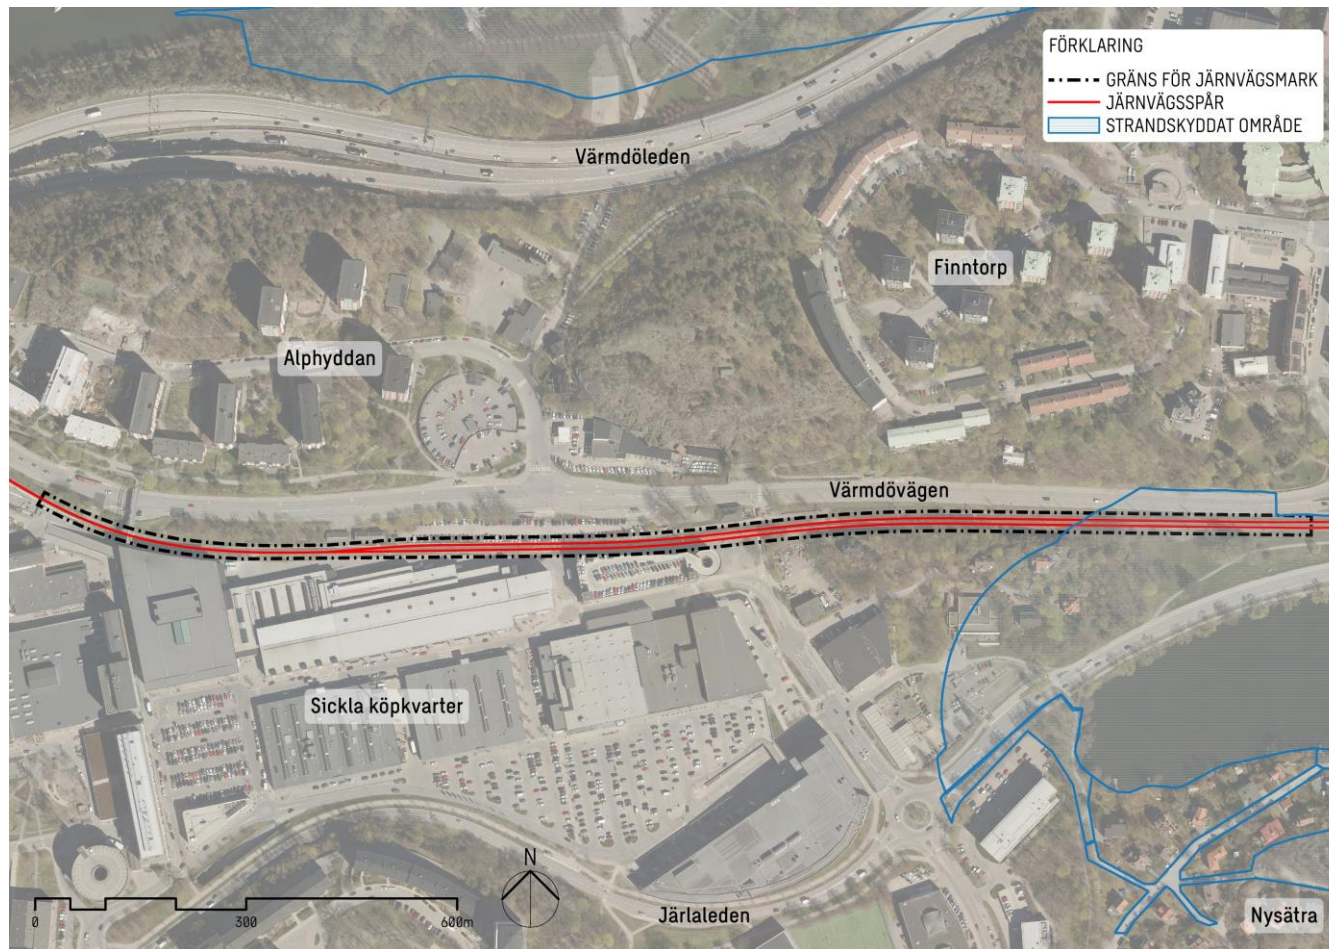 FÖRKLARING
GRÄNS FÖR JÄRNVÄGSMARK
JÄRNVÄGSSPÅR
STRANDSKYDDAT OMRÅDE
Värmdöleden
Finntorp
Alphyddan
Värmdövägen
Sickla köpkvarter
N
0 300 600m
Järlaleden
Nysätra